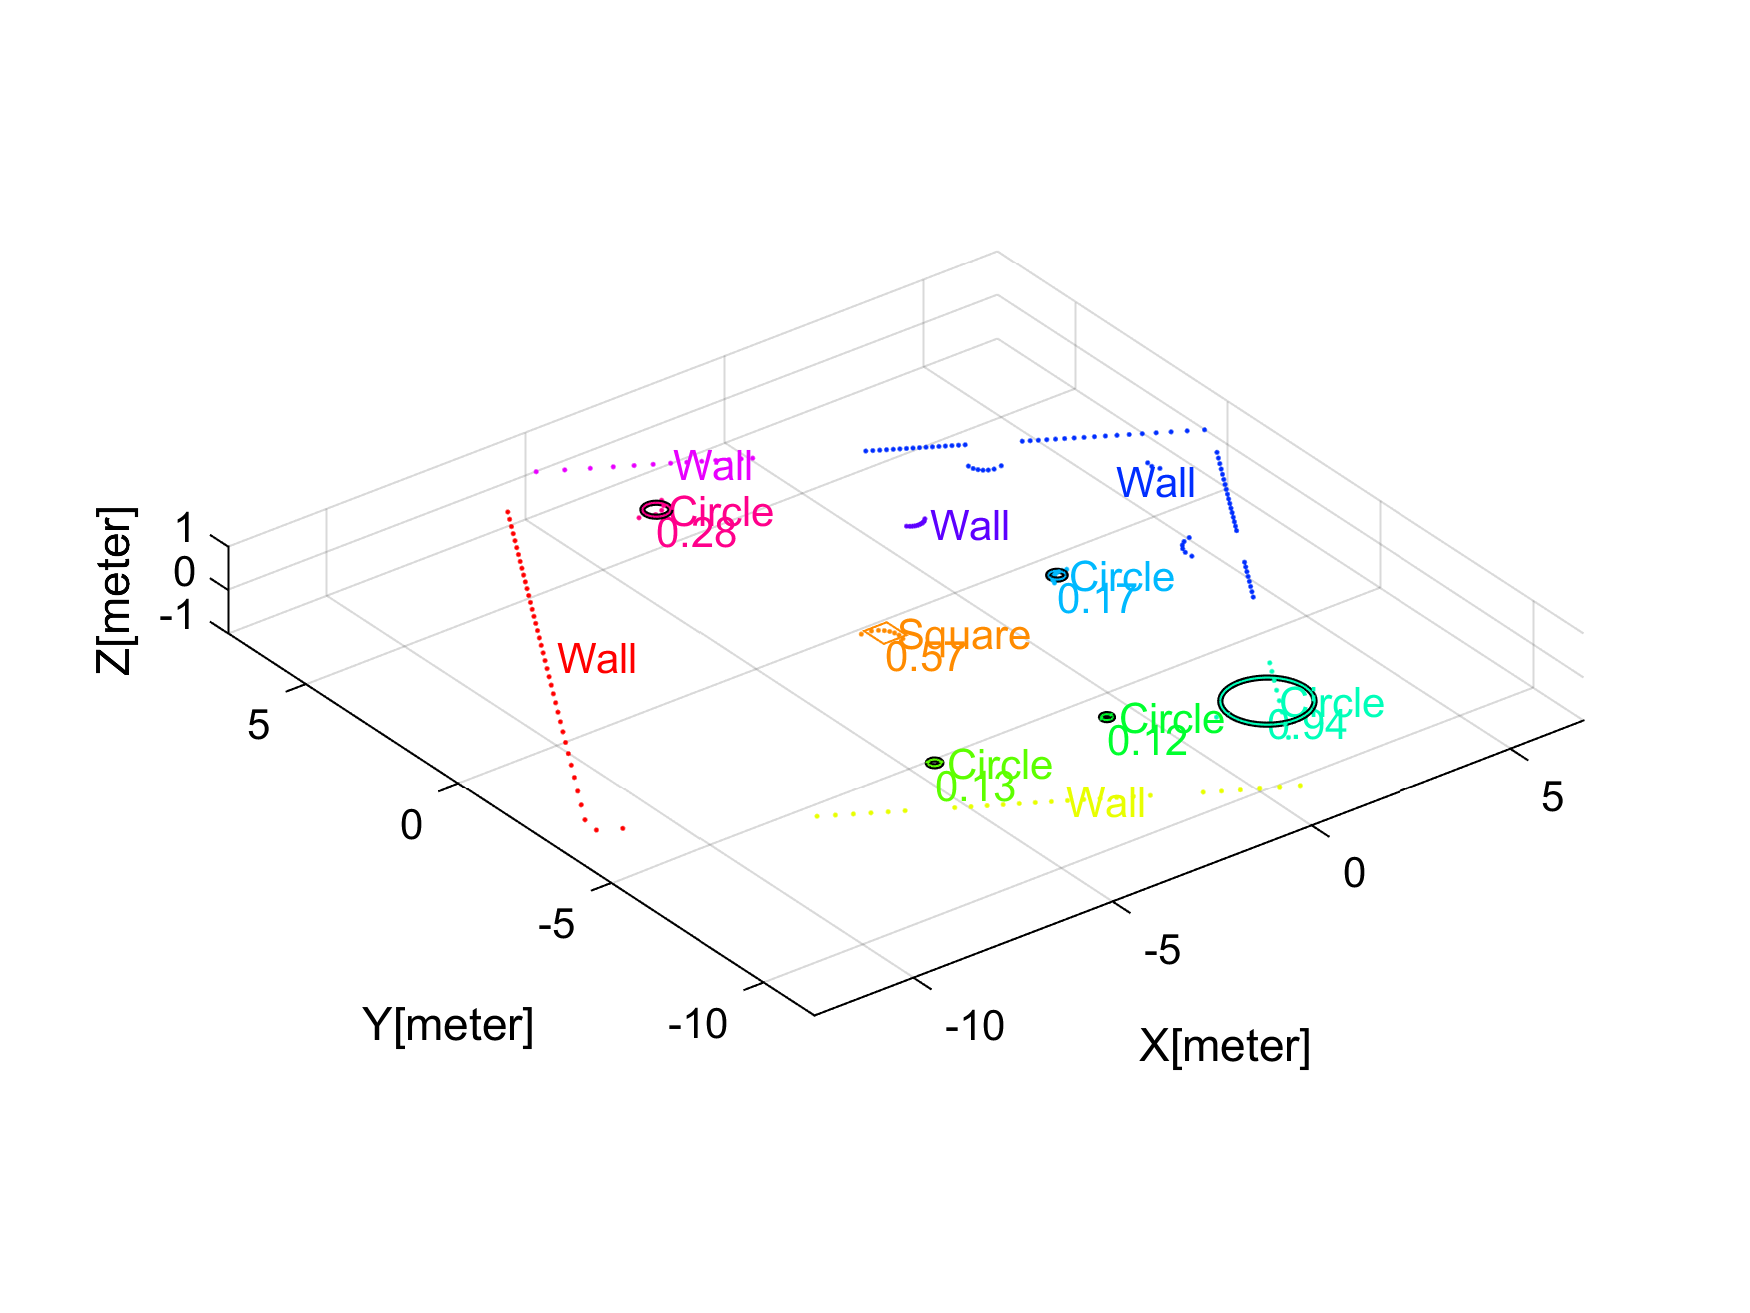 Wall
Circle
0.28
Wall
Wall
Circle
0.17
Square
0.57
Wall
Circle
0.94
Circle
0.12
Circle
0.13
Wall
1
0
-1
Z[meter]
5
0
-5
-10
Y[meter]
-10
-5
0
5
X[meter]